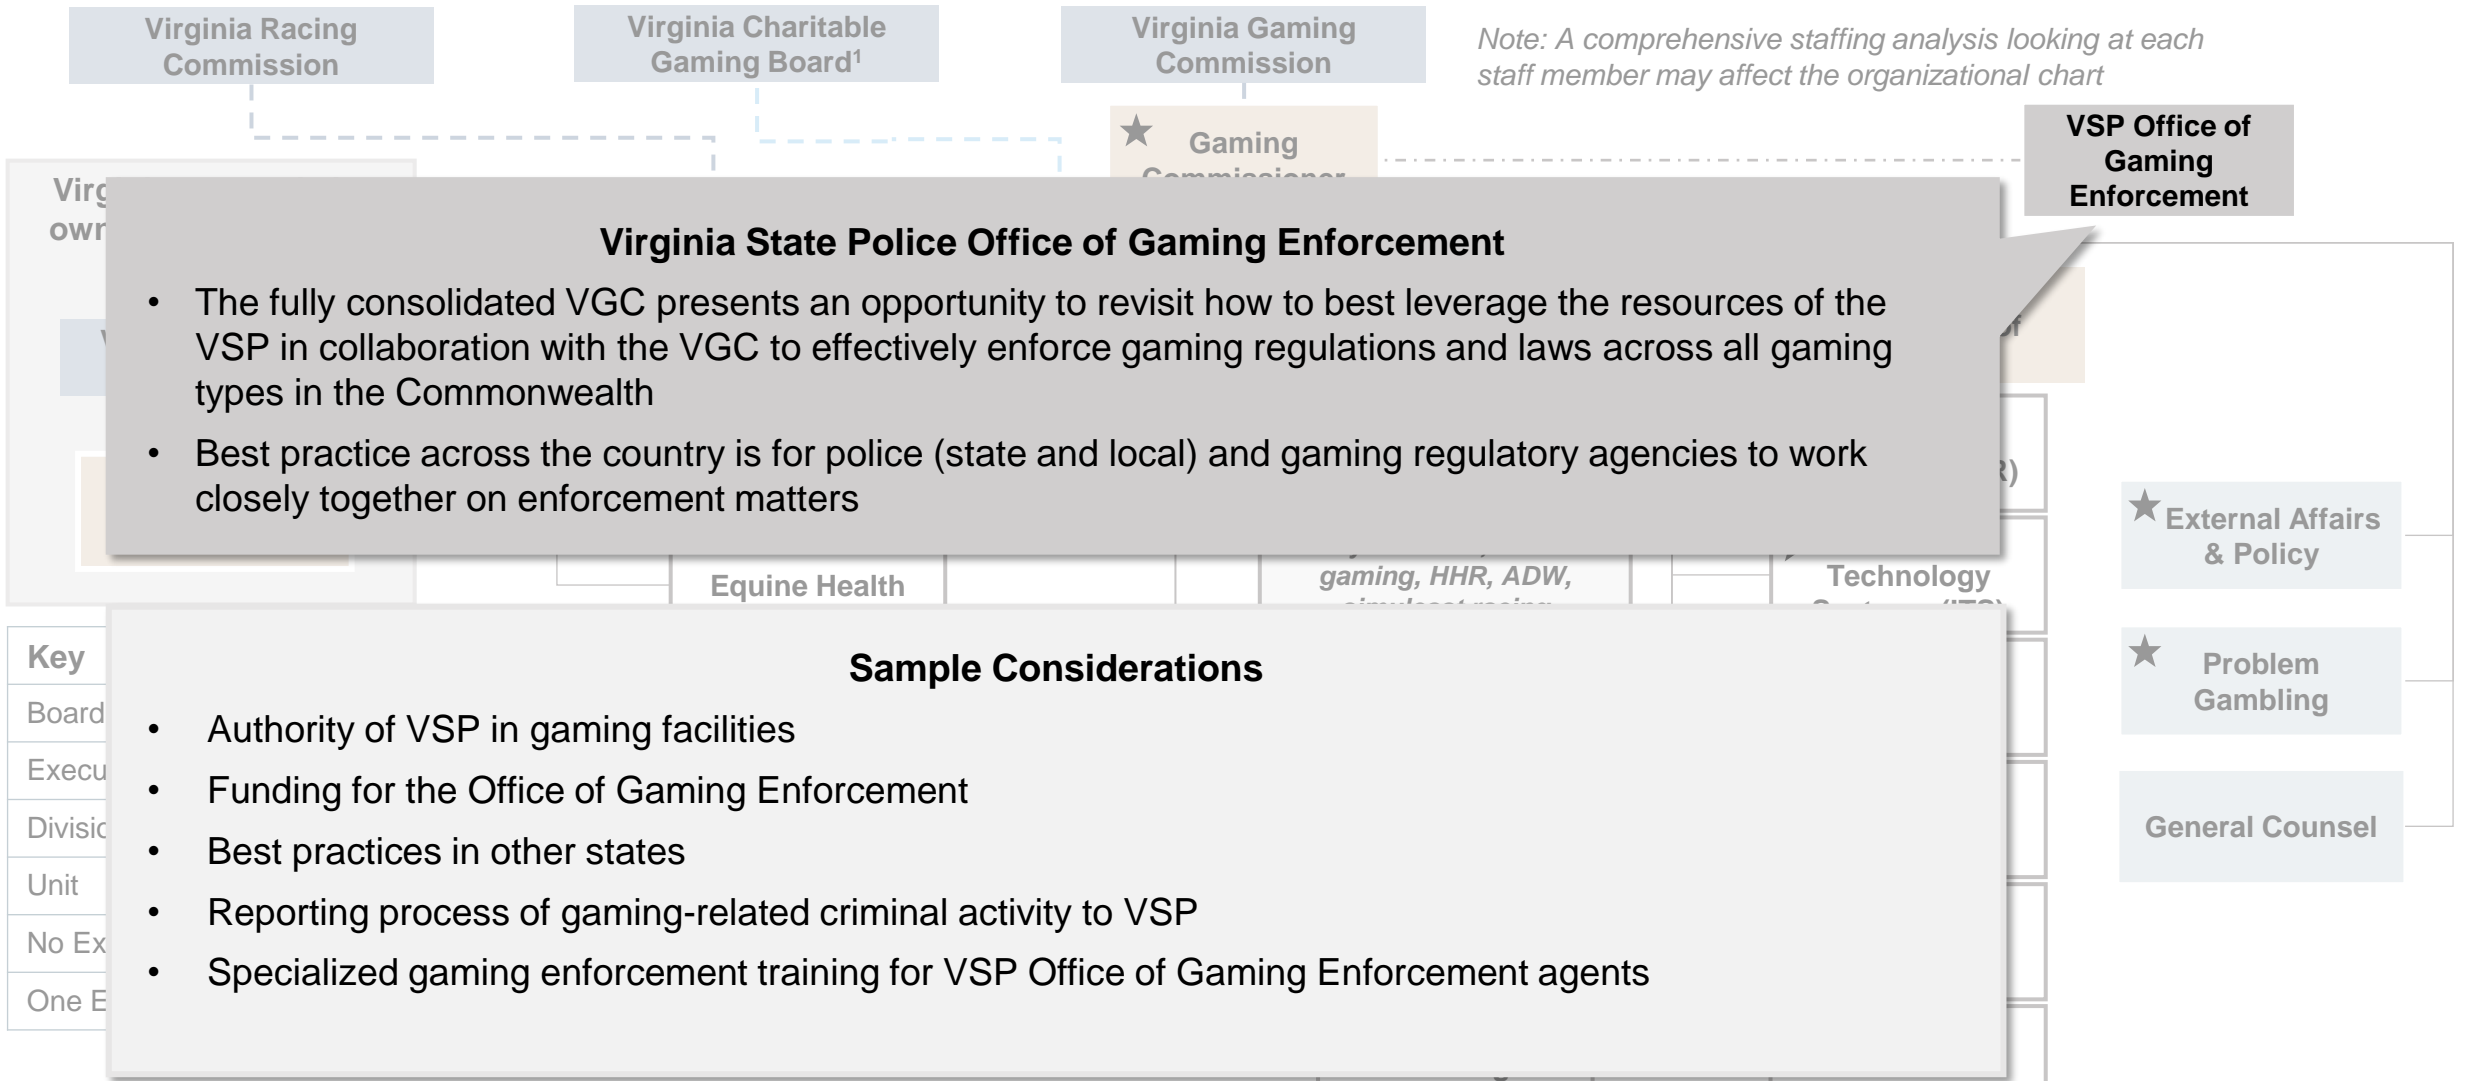 Virginia Racing
Commission
Virginia Charitable
Gaming Board¹
Virginia Gaming
Commission
Note: A comprehensive staffing analysis looking at each
staff member may affect the organizational chart
Gaming
Commissioner
VSP Office of
Gaming
Enforcement
Virginia State Police Office of Gaming Enforcement
• The fully consolidated VGC presents an opportunity to revisit how to best leverage the resources of the
VSP in collaboration with the VGC to effectively enforce gaming regulations and laws across all gaming
types in the Commonwealth
• Best practice across the country is for police (state and local) and gaming regulatory agencies to work
closely together on enforcement matters
External Affairs
& Policy
Equine Health
gaming, HHR, ADW,
simulcast racing
Technology
Systems (ITS)
Key
Board
Unit
Sample Considerations
• Authority of VSP in gaming facilities
• Funding for the Office of Gaming Enforcement
• Best practices in other states
• Reporting process of gaming-related criminal activity to VSP
• Specialized gaming enforcement training for VSP Office of Gaming Enforcement agents
Problem
Gambling
General Counsel